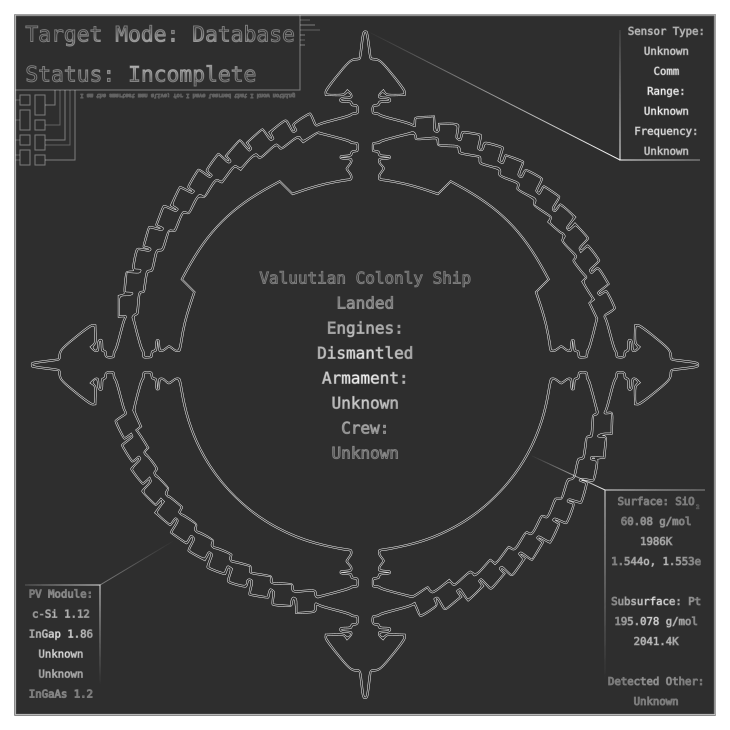 Target Mode: Database
Status: Incomplete
Sensor Type:
Unknown
Comm
Range:
Unknown
Frequency:
Unknown
Valuutian Colonly Ship
Landed
Engines:
Dismantled
Armament:
Unknown
Crew:
Unknown
PV Module:
c-Si 1.12
InGap 1.86
Unknown
Unknown
InGaAs 1.2
Surface: SiO₂
60.08 g/mol
1986K
1.544o, 1.553e
Subsurface: Pt
195.078 g/mol
2041.4K
Detected Other:
Unknown